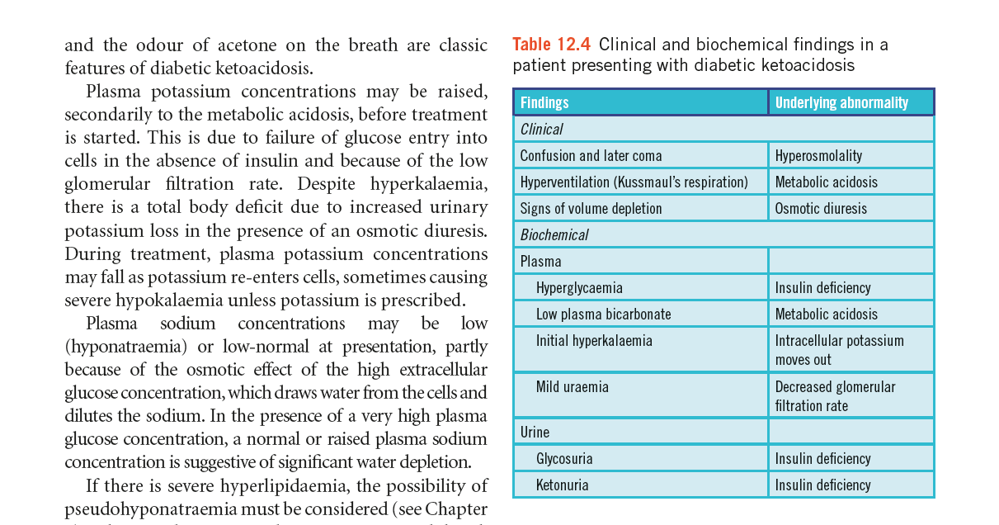 and the odour of acetone on the breath are classic
features of diabetic ketoacidosis.
Plasma potassium concentrations may be raised,
secondarily to the metabolic acidosis, before treatment
is started. This is due to failure of glucose entry into
cells in the absence of insulin and because of the low
glomerular filtration rate. Despite hyperkalaemia,
there is a total body deficit due to increased urinary
potassium loss in the presence of an osmotic diuresis.
During treatment, plasma potassium concentrations
may fall as potassium re-enters cells, sometimes causing
severe hypokalaemia unless potassium is prescribed.
Plasma sodium concentrations may be low
(hyponatraemia) or low-normal at presentation, partly
because of the osmotic effect of the high extracellular
glucose concentration, which draws water from the cells and
dilutes the sodium. In the presence of a very high plasma
glucose concentration, a normal or raised plasma sodium
concentration is suggestive of significant water depletion.
If there is severe hyperlipidaemia, the possibility of
pseudohyponatraemia must be considered (see Chapter
Table 12.4 Clinical and biochemical findings in a
patient presenting with diabetic ketoacidosis
Findings Underlying abnormality
Clinical
Confusion and later coma Hyperosmolality
Hyperventilation (Kussmaul's respiration) Metabolic acidosis
Signs of volume depletion Osmotic diuresis
Biochemical
Plasma
Hyperglycaemia Insulin deficiency
Low plasma bicarbonate Metabolic acidosis
Initial hyperkalaemia Intracellular potassium
moves out
Mild uraemia Decreased glomerular
filtration rate
Urine
Glycosuria Insulin deficiency
Ketonuria Insulin deficiency